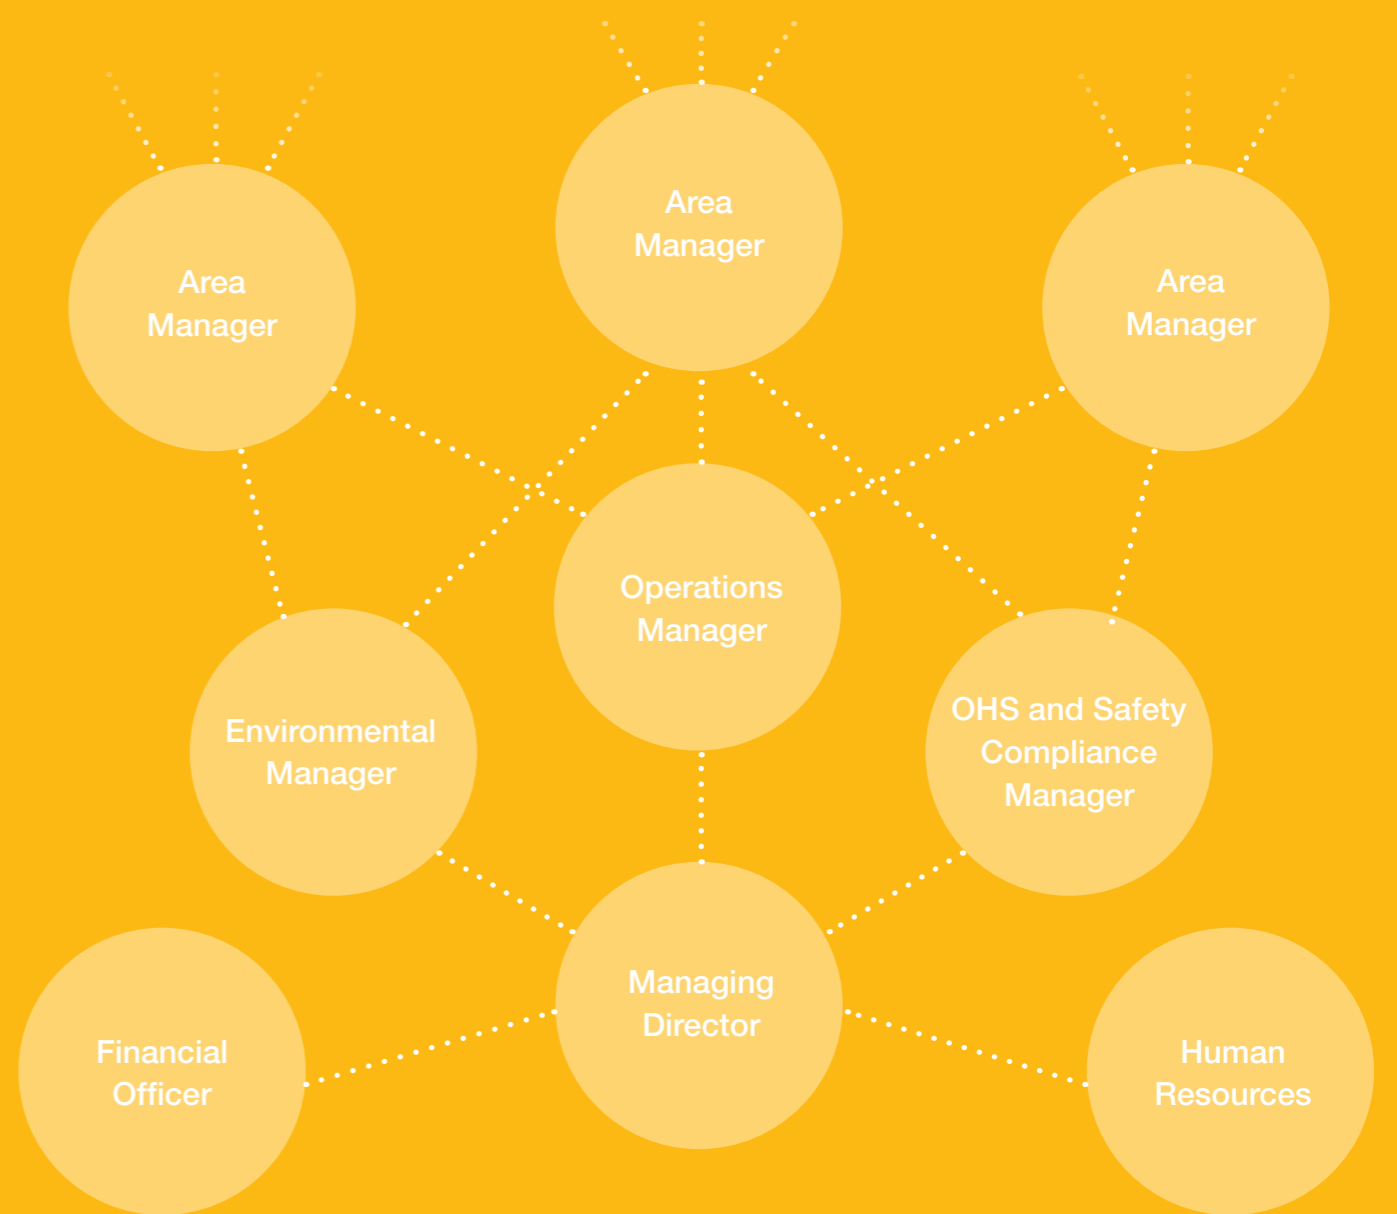 Area
Manager
Area
Manager
Area
Manager
Operations
Manager
Environmental
Manager
OHS and Safety
Compliance
Manager
Managing
Director
Financial
Officer
Human
Resources